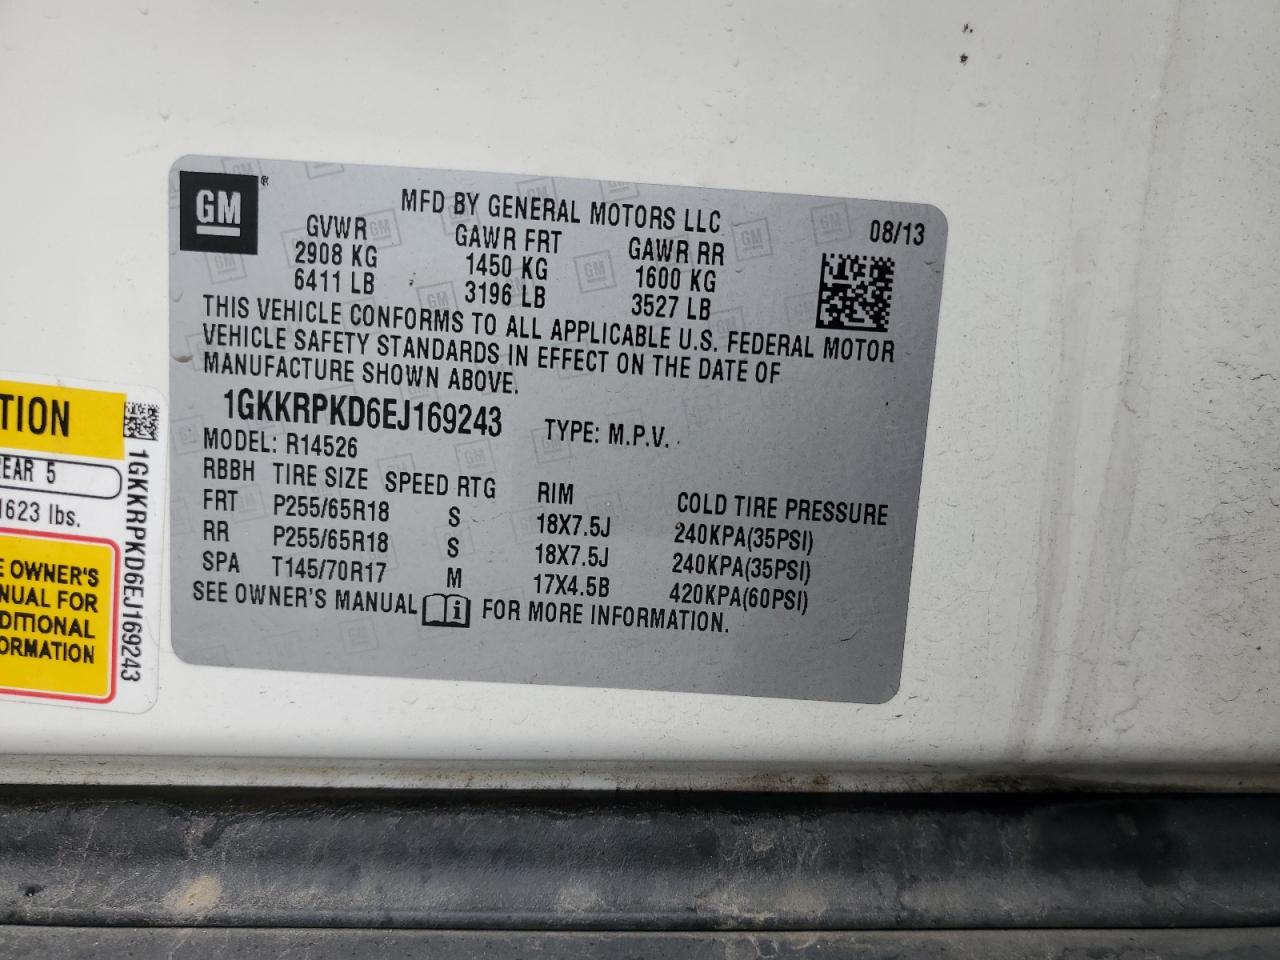 GM®
MFD BY GENERAL MOTORS LLC
08/13
GVWR GAWR FRT GAWR RR
2908 KG 1450 KG 1600 KG
6411 LB 3196 LB 3527 LB
THIS VEHICLE CONFORMS TO ALL APPLICABLE U.S. FEDERAL MOTOR
VEHICLE SAFETY STANDARDS IN EFFECT ON THE DATE OF
MANUFACTURE SHOWN ABOVE.
1GKKRPKD6EJ169243 TYPE: M.P.V.
MODEL: R14526
RBBH TIRE SIZE SPEED RTG RIM COLD TIRE PRESSURE
FRT P255/65R18 S 18X7.5J 240KPA(35PSI)
RR P255/65R18 S 18X7.5J 240KPA(35PSI)
SPA T145/70R17 M 17X4.5B 420KPA(60PSI)
SEE OWNER'S MANUAL i FOR MORE INFORMATION.
TION
EAR 5
1623 lbs.
E OWNER'S
NUAL FOR
DITIONAL
ORMATION
1GKKRPKD6EJ169243